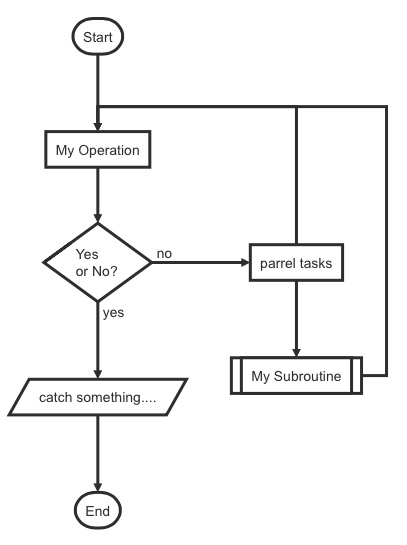 Start
My Operation
Yes
or No?
no
parrel tasks
yes
My Subroutine
catch something....
End